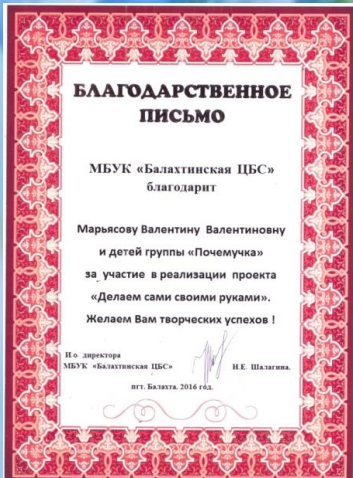 БЛАГОДАРСТВЕННОЕ
ПИСЬМО
МБУК «Балахтинская ЦБС»
благодарит
Марьясову Валентину Валентиновну
и детей группы «Почемучка»
за участие в реализации проекта
«Делаем сами своими руками».
Желаем Вам творческих успехов !
И.о. директора
МБУК «Балахтинская ЦБС» Н.Е. Шалагина.
пгт. Балахта. 2016 год.